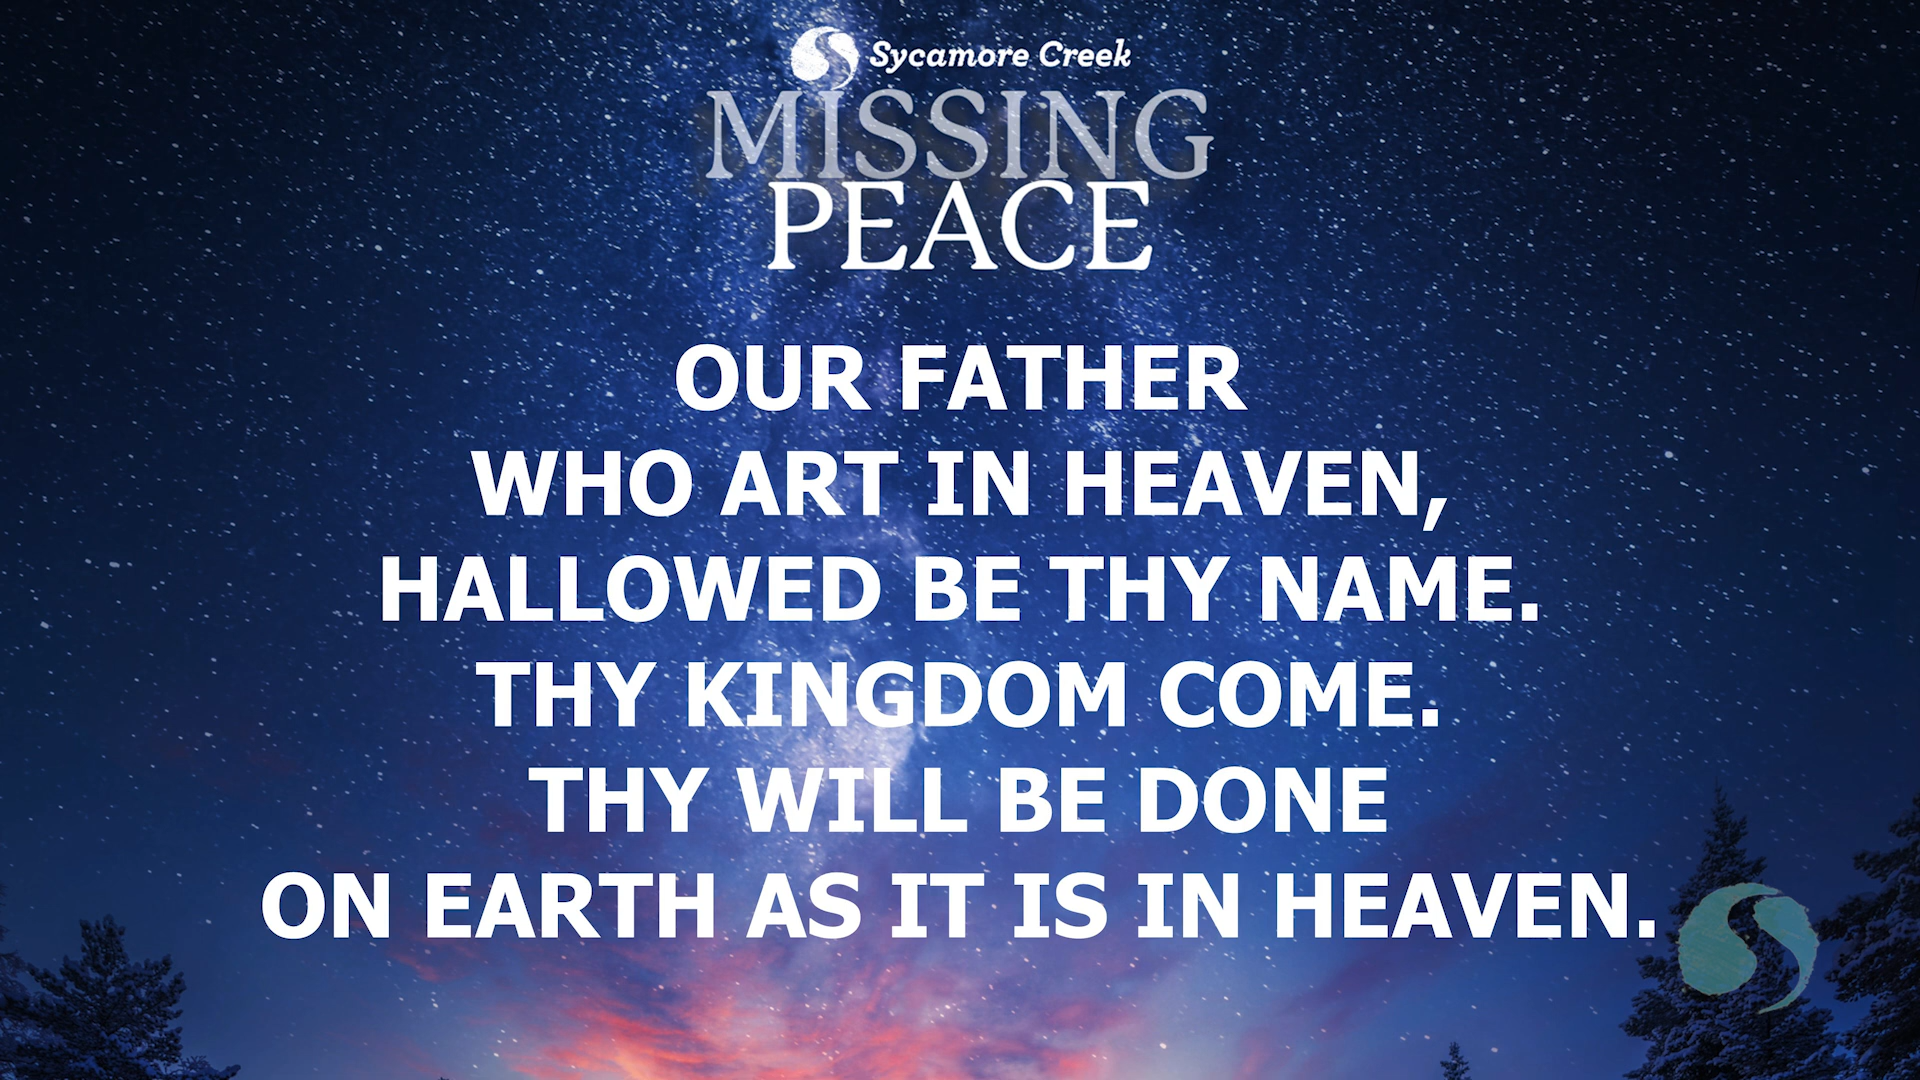 Sycamore Creek
MISSING
PEACE
OUR FATHER
WHO ART IN HEAVEN,
HALLOWED BE THY NAME.
THY KINGDOM COME.
THY WILL BE DONE
ON EARTH AS IT IS IN HEAVEN.